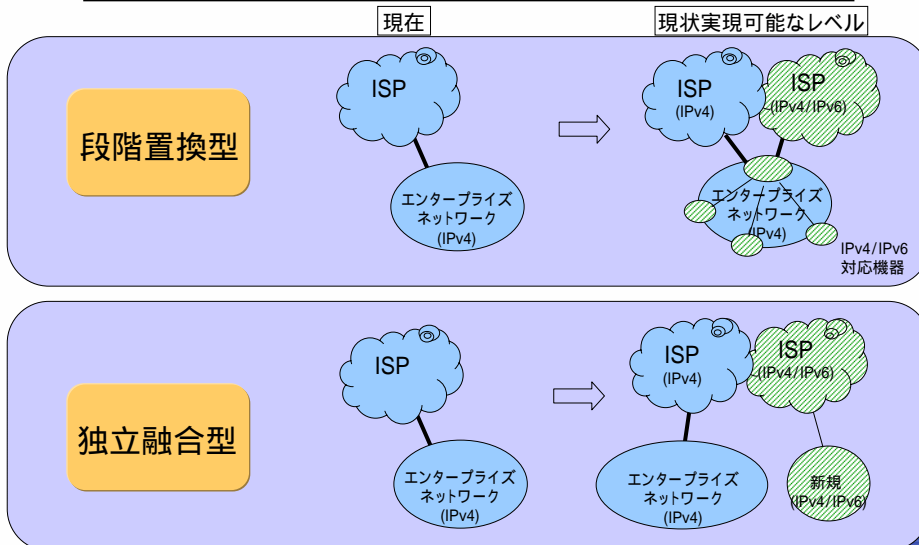 現在
現状実現可能なレベル
段階置換型
ISP
エンタープライズ
ネットワーク
(IPv4)
ISP
(IPv4)
ISP
(IPv4/IPv6)
エンタープライズ
ネットワーク
(IPv4)
IPv4/IPv6
対応機器
独立融合型
ISP
エンタープライズ
ネットワーク
(IPv4)
ISP
(IPv4)
ISP
(IPv4/IPv6)
エンタープライズ
ネットワーク
(IPv4)
新規
(IPv4/IPv6)